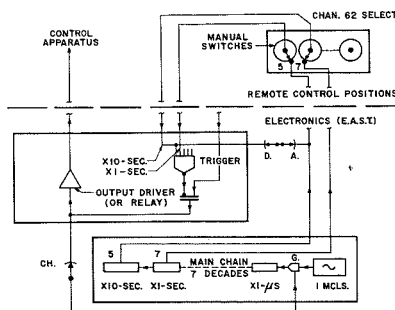 CHAN. 62 SELECT
CONTROL
APPARATUS
MANUAL
SWITCHES
5 7
REMOTE CONTROL POSITIONS
ELECTRONICS (E.A.S.T.)
X10-SEC.
X1-SEC.
TRIGGER
D. A.
OUTPUT DRIVER
(OR RELAY)
CH.
5 7 MAIN CHAIN
7 DECADES
G.
X10-SEC. X1-SEC. X1-μS 1 MCLS.